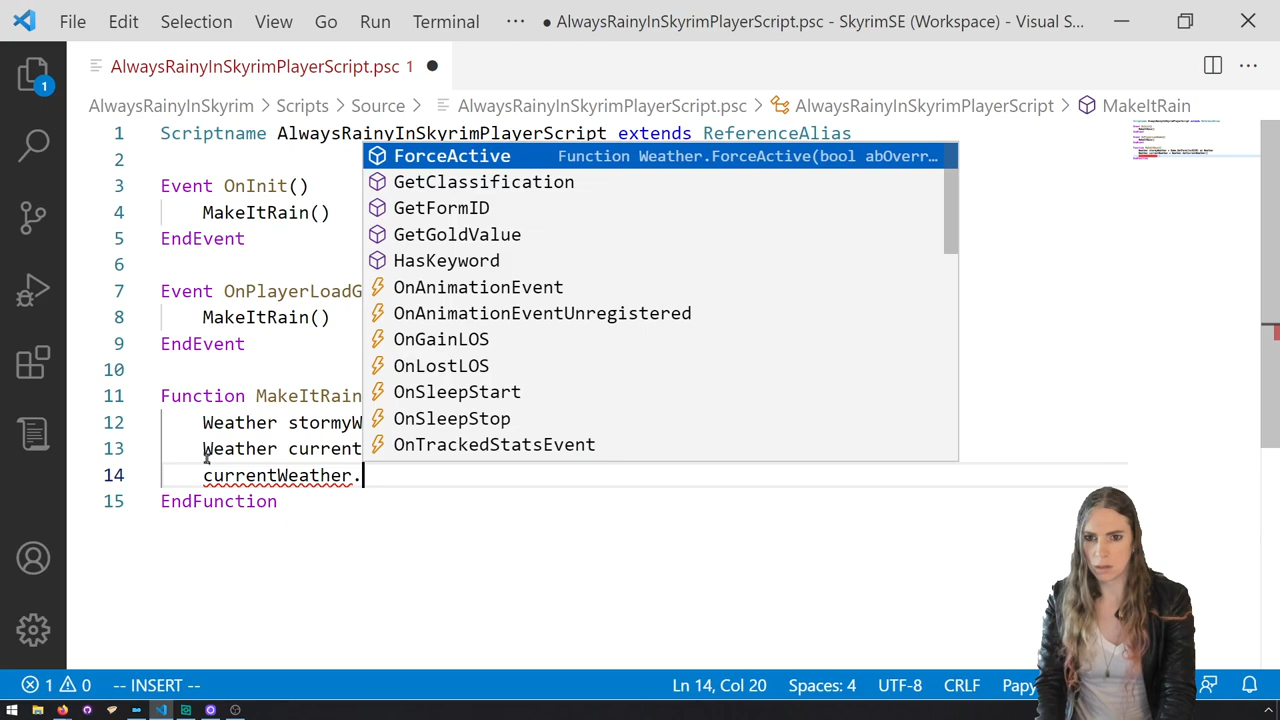 File Edit Selection View Go Run Terminal ··· ● AlwaysRainyInSkyrimPlayerScript.psc - SkyrimSE (Workspace) - Visual S...
AlwaysRainyInSkyrimPlayerScript.psc 1 ●
AlwaysRainyInSkyrim > Scripts > Source > AlwaysRainyInSkyrimPlayerScript.psc > AlwaysRainyInSkyrimPlayerScript > MakeItRain
1 Scriptname AlwaysRainyInSkyrimPlayerScript extends ReferenceAlias
2
ForceActive Function Weather.ForceActive(bool abOverr…
3 Event OnInit()
GetClassification
4 MakeItRain()
GetFormID
5 EndEvent
GetGoldValue
6
HasKeyword
7 Event OnPlayerLoadG
OnAnimationEvent
8 MakeItRain()
OnAnimationEventUnregistered
9 EndEvent
OnGainLOS
10
OnLostLOS
11 Function MakeItRain
OnSleepStart
12 Weather stormyW
OnSleepStop
13 Weather current
OnTrackedStatsEvent
14 currentWeather.
15 EndFunction
1
1 0 -- INSERT -- Ln 14, Col 20 Spaces: 4 UTF-8 CRLF Papy